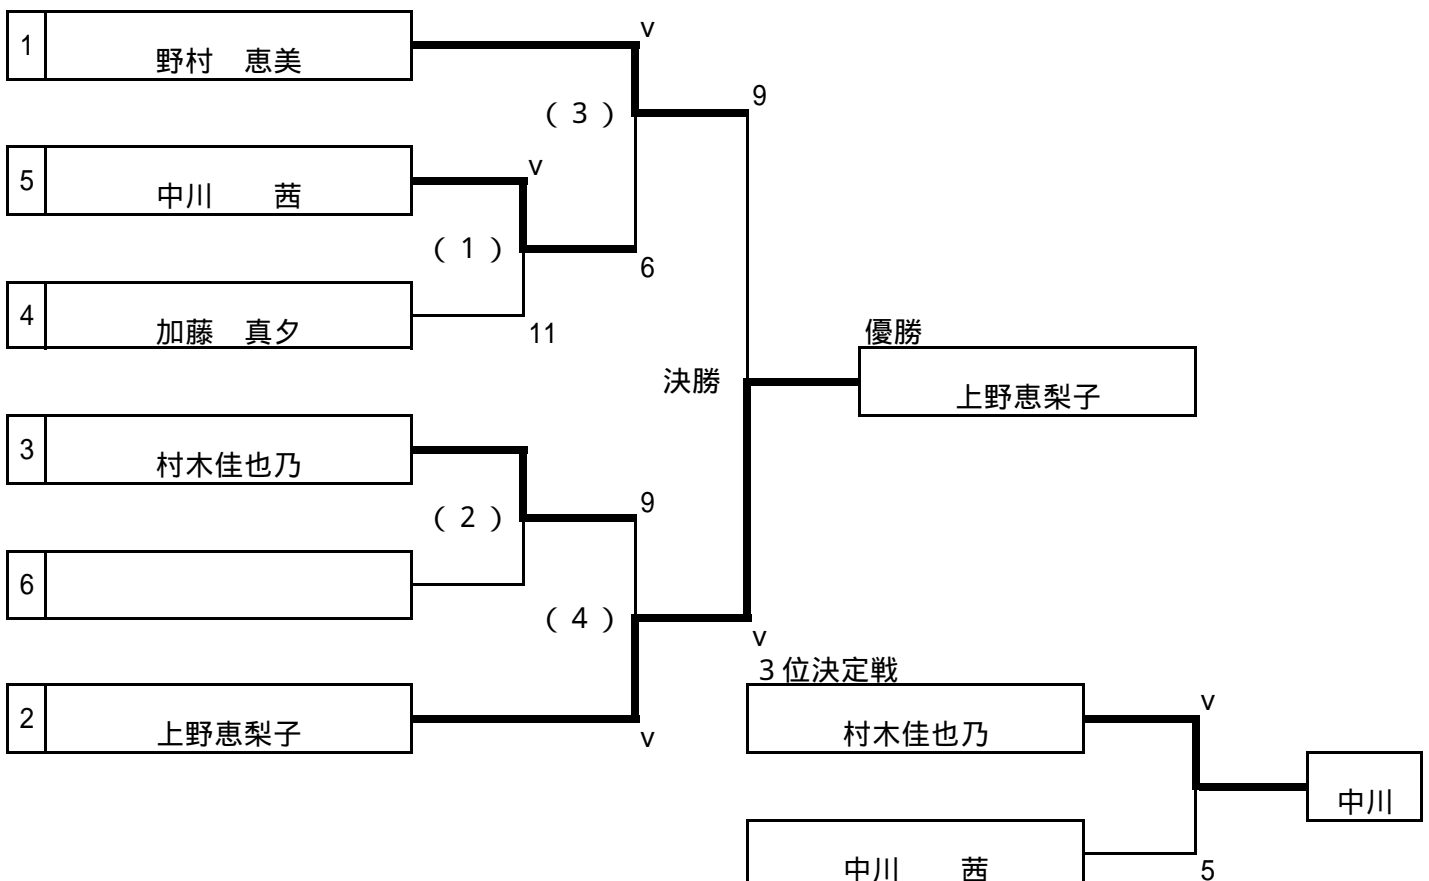 v
1 野村　恵美
9
（３）
v
5 中川　　茜
（１）
6
4 加藤　真夕
11
優勝
決勝
上野恵梨子
3 村木佳也乃
9
（２）
6
（４）
v
３位決定戦
v
2 上野恵梨子
村木佳也乃
v
中川
中川　　茜
5